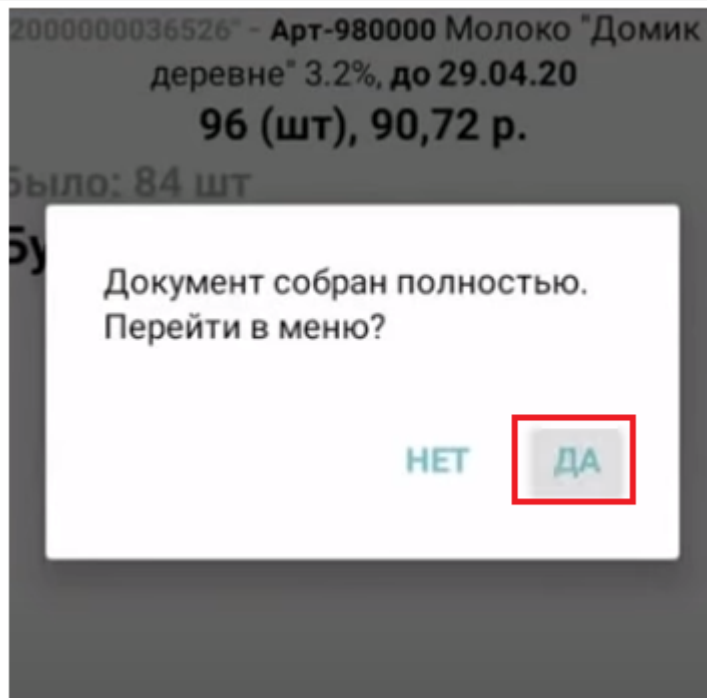 2000000036526" - Арт-980000 Молоко "Домик
деревне" 3.2%, до 29.04.20
96 (шт), 90,72 р.
Было: 84 шт
Документ собран полностью.
Перейти в меню?
НЕТ
ДА